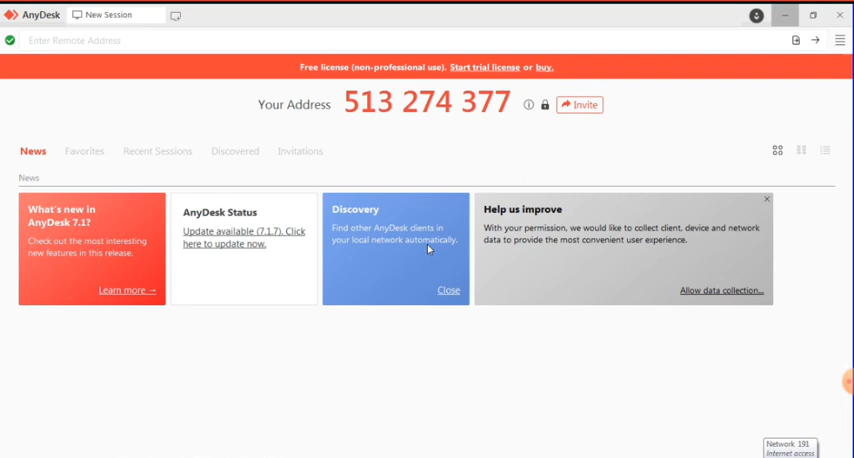 AnyDesk New Session
Enter Remote Address
Free license (non-professional use). Start trial license or buy.
Your Address 513 274 377 Invite
News Favorites Recent Sessions Discovered Invitations
News
What's new in
AnyDesk 7.1?
Check out the most interesting
new features in this release.
Learn more →
AnyDesk Status
Update available (7.1.7). Click
here to update now.
Discovery
Find other AnyDesk clients in
your local network automatically.
Close
Help us improve
With your permission, we would like to collect client, device and network
data to provide the most convenient user experience.
Allow data collection...
Network 191
Internet access